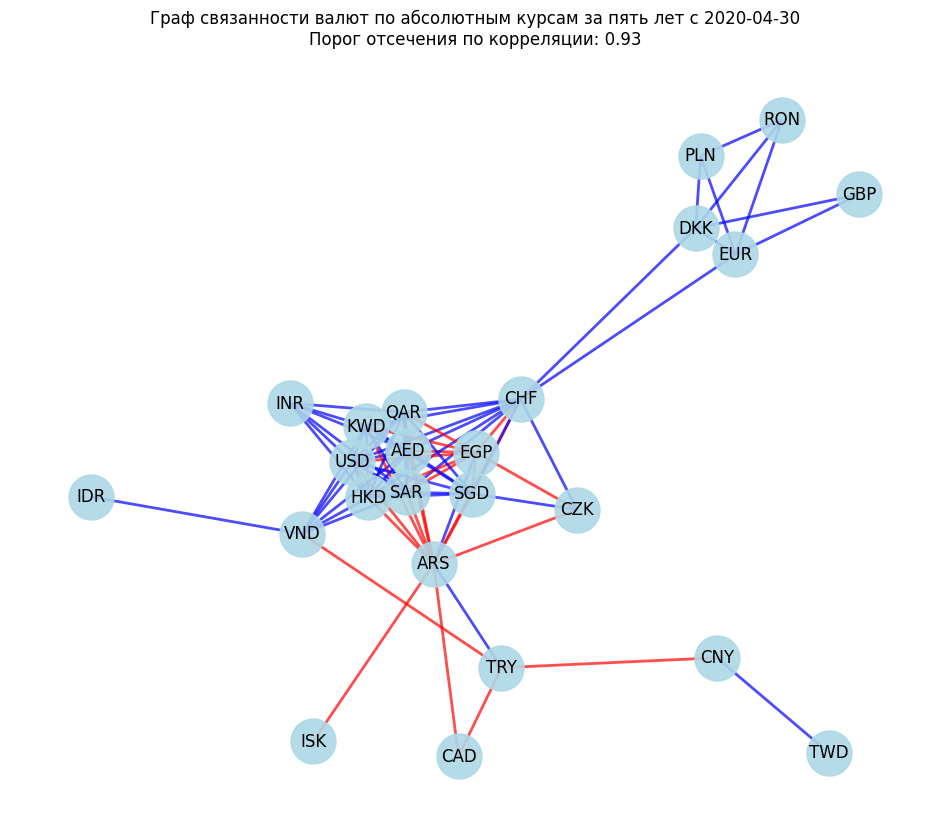 Граф связанности валют по абсолютным курсам за пять лет с 2020-04-30
Порог отсечения по корреляции: 0.93
RON
PLN
GBP
DKK
EUR
CHF
INR
QAR
KWD
AED
EGP
USD
HKD
SAR
SGD
IDR
CZK
VND
ARS
TRY
CNY
ISK
CAD
TWD